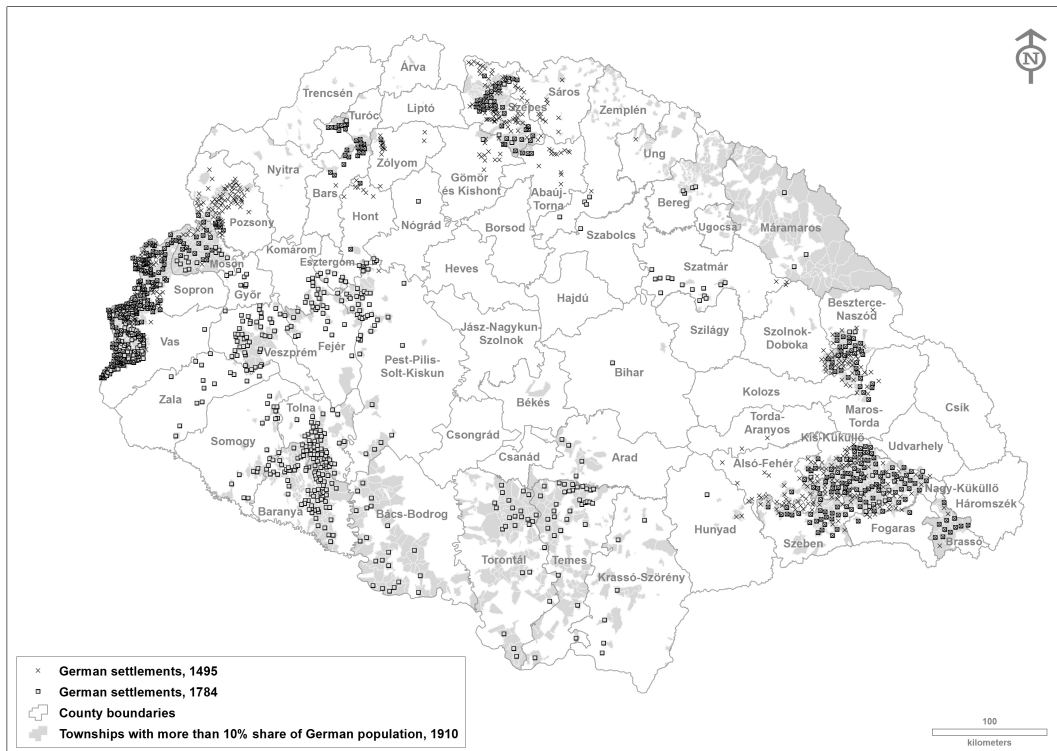 N
Árva
Trencsén
Sáros
Szepes
Liptó
Zemplén
Turóc
Ung
Zólyom
Nyitra
Gömör
és Kishont
Abaúj-
Torna
Bars
Bereg
Hont
Nógrád
Pozsony
Borsod
Ugocsa
Máramaros
Szabolcs
Komárom
Esztergom
Moson
Heves
Szatmár
Sopron
Győr
Hajdú
Beszterce-
Naszód
Jász-Nagykun-
Szolnok
Szilágy
Szolnok-
Doboka
Vas
Veszprém
Fejér
Pest-Pilis-
Solt-Kiskun
Bihar
Kolozs
Zala
Békés
Csík
Tolna
Torda-
Aranyos
Maros-
Torda
Somogy
Csongrád
Kis-Küküllő
Udvarhely
Csanád
Arad
Alsó-Fehér
Nagy-Küküllő
Háromszék
Baranya
Bács-Bodrog
Hunyad
Fogaras
Szeben
Brassó
Torontál
Temes
Krassó-Szörény
German settlements, 1495
German settlements, 1784
County boundaries
Townships with more than 10% share of German population, 1910
100
kilometers